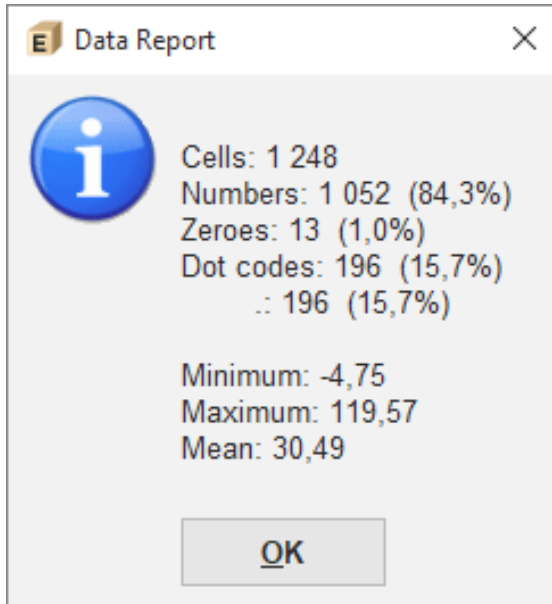 E Data Report
i
Cells: 1 248
Numbers: 1 052 (84,3%)
Zeroes: 13 (1,0%)
Dot codes: 196 (15,7%)
.: 196 (15,7%)
Minimum: -4,75
Maximum: 119,57
Mean: 30,49
OK